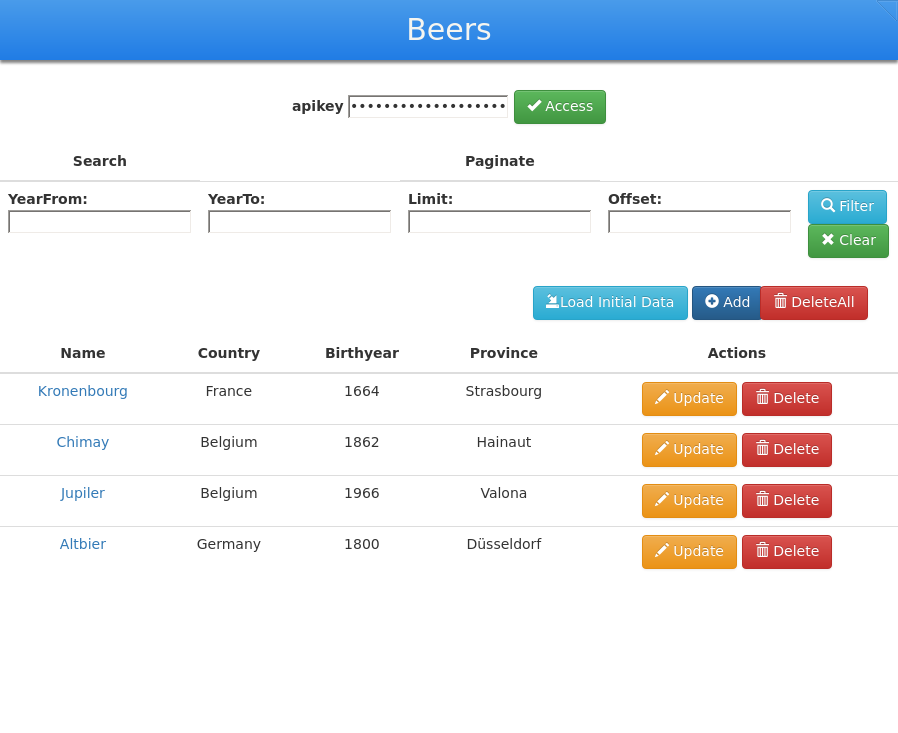 Beers
apikey •••••••••••••••••• Access
Search Paginate
YearFrom: YearTo: Limit: Offset: Filter
Clear
Load Initial Data Add DeleteAll
Name Country Birthyear Province Actions
Kronenbourg France 1664 Strasbourg Update Delete
Chimay Belgium 1862 Hainaut Update Delete
Jupiler Belgium 1966 Valona Update Delete
Altbier Germany 1800 Düsseldorf Update Delete